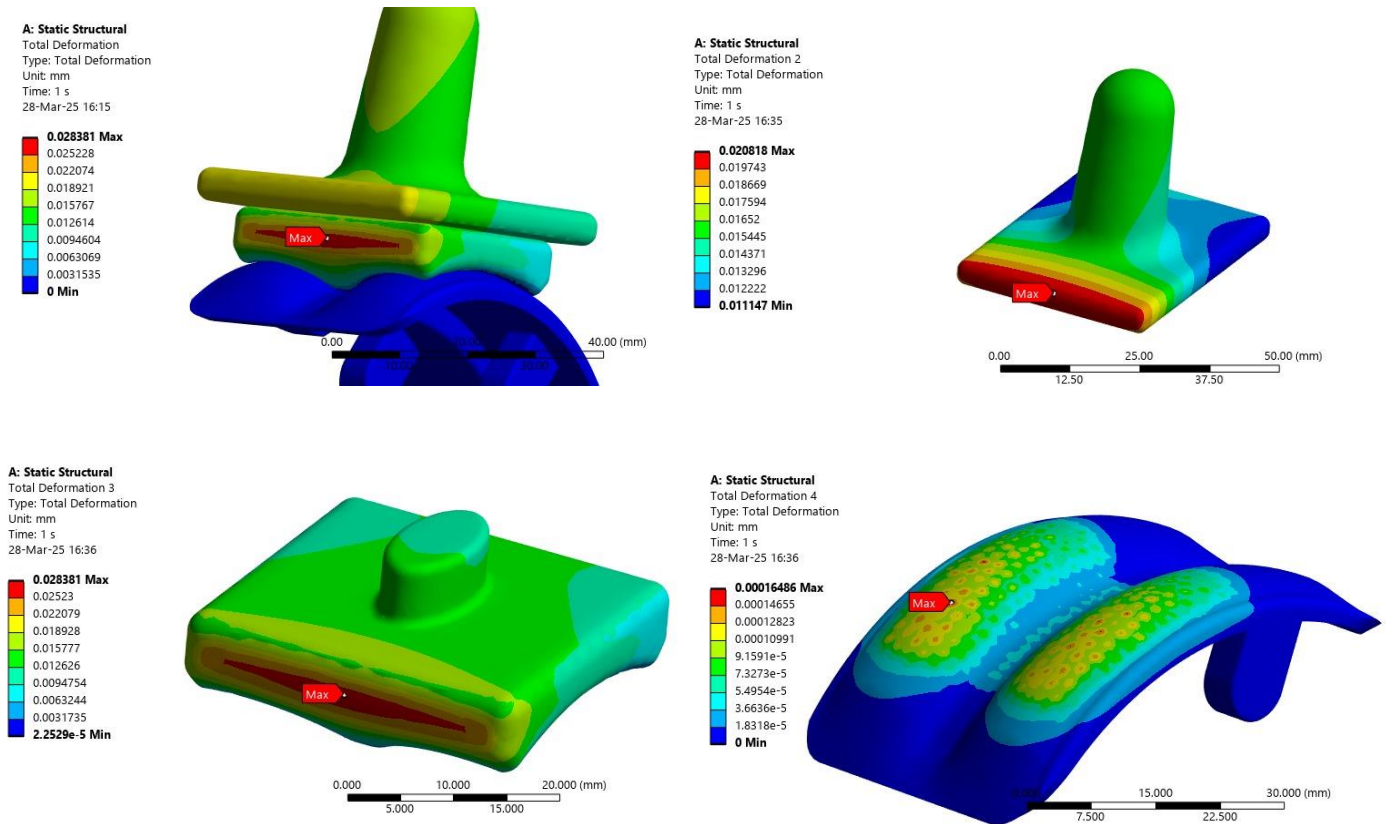 A: Static Structural
Total Deformation
Type: Total Deformation
Unit: mm
Time: 1 s
28-Mar-25 16:15
0.028381 Max
0.025228
0.022074
0.018921
0.015767
0.012614
0.0094604
0.0063069
0.0031535
0 Min
Max
0.00
40.00 (mm)
10.00
30.00
A: Static Structural
Total Deformation 2
Type: Total Deformation
Unit: mm
Time: 1 s
28-Mar-25 16:35
0.020818 Max
0.019743
0.018669
0.017594
0.01652
0.015445
0.014371
0.013296
0.012222
0.011147 Min
Max
0.00
25.00
50.00 (mm)
12.50
37.50
A: Static Structural
Total Deformation 3
Type: Total Deformation
Unit: mm
Time: 1 s
28-Mar-25 16:36
0.028381 Max
0.02523
0.022079
0.018928
0.015777
0.012626
0.0094754
0.0063244
0.0031735
2.2529e-5 Min
Max
0.000
10.000
20.000 (mm)
5.000
15.000
A: Static Structural
Total Deformation 4
Type: Total Deformation
Unit: mm
Time: 1 s
28-Mar-25 16:36
0.00016486 Max
0.00014655
0.00012823
0.00010991
9.1591e-5
7.3273e-5
5.4954e-5
3.6636e-5
1.8318e-5
0 Min
Max
15.000
30.000 (mm)
7.500
22.500